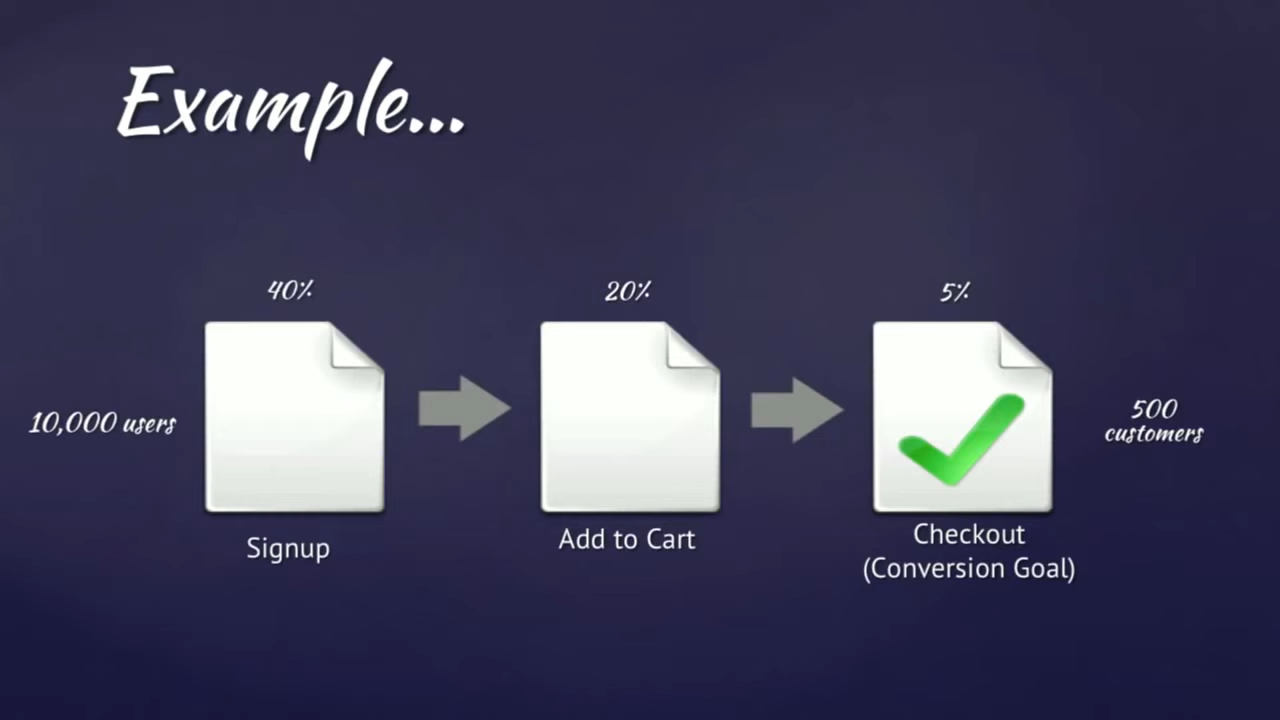 Example...
40%
20%
5%
10,000 users
500
customers
Signup
Add to Cart
Checkout
(Conversion Goal)